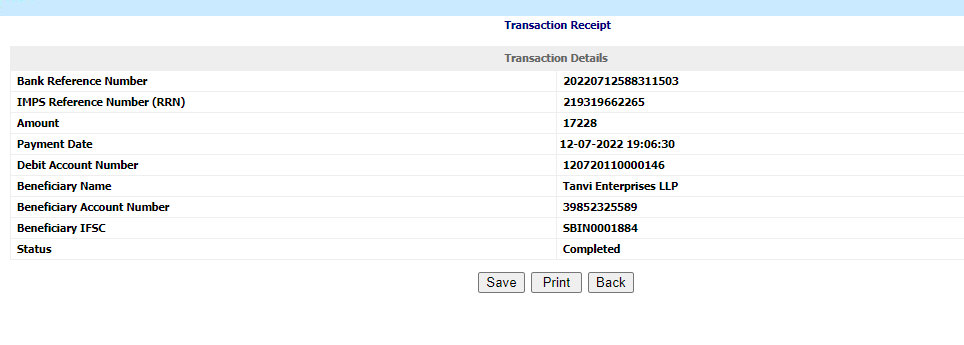 Transaction Receipt
Transaction Details
Bank Reference Number 20220712588311503
IMPS Reference Number (RRN) 219319662265
Amount 17228
Payment Date 12-07-2022 19:06:30
Debit Account Number 120720110000146
Beneficiary Name Tanvi Enterprises LLP
Beneficiary Account Number 39852325589
Beneficiary IFSC SBIN0001884
Status Completed
Save Print Back